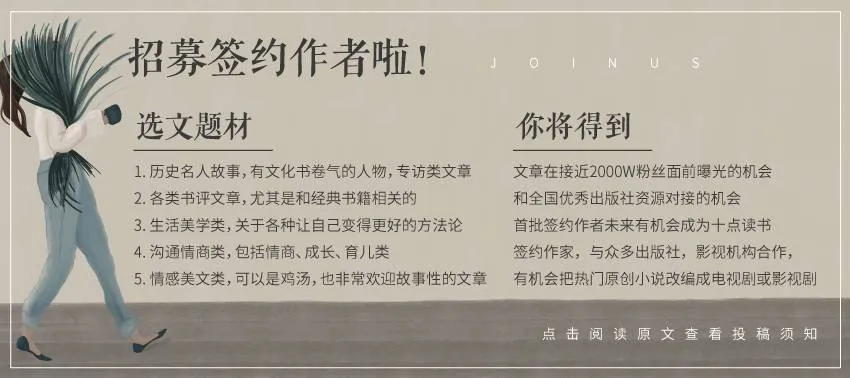 招募签约作者啦!
JOINUS
选文题材
1. 历史名人故事,有文化书卷气的人物,专访类文章
2. 各类书评文章,尤其是和经典书籍相关的
3. 生活美学类,关于各种让自己变得更好的方法论
4. 沟通情商类,包括情商、成长、育儿类
5. 情感美文类,可以是鸡汤,也非常欢迎故事性的文章
你将得到
文章在接近2000W粉丝面前曝光的机会
和全国优秀出版社资源对接的机会
首批签约作者未来有机会成为十点读书
签约作家，与众多出版社，影视机构合作，
有机会把热门原创小说改编成电视剧或影视剧
点击阅读原文查看投稿须知